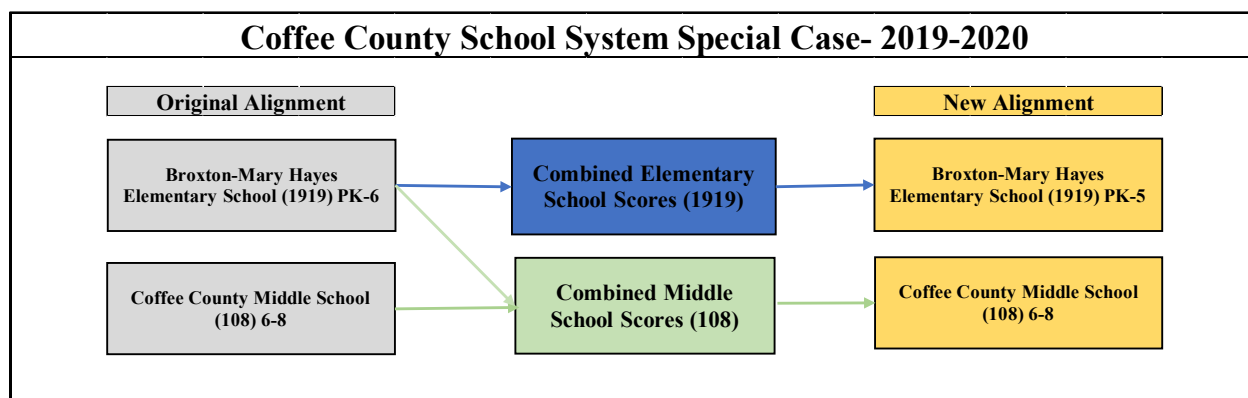 Coffee County School System Special Case- 2019-2020
Original Alignment
New Alignment
Broxton-Mary Hayes
Elementary School (1919) PK-6
Combined Elementary
School Scores (1919)
Broxton-Mary Hayes
Elementary School (1919) PK-5
Coffee County Middle School
(108) 6-8
Combined Middle
School Scores (108)
Coffee County Middle School
(108) 6-8